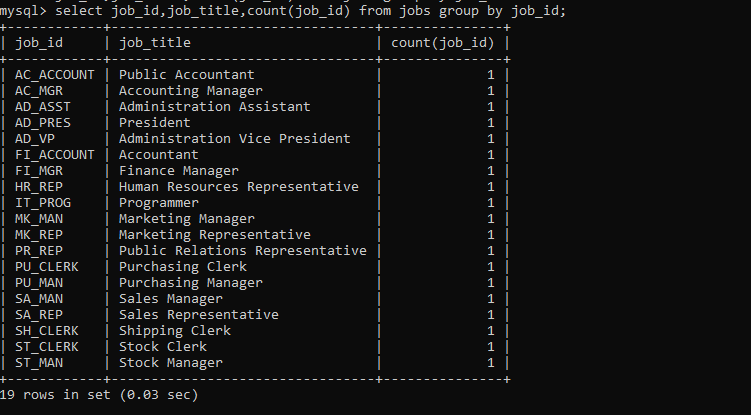 mysql> select job_id,job_title,count(job_id) from jobs group by job_id;
+------------+---------------------------------+---------------+
| job_id     | job_title                       | count(job_id) |
+------------+---------------------------------+---------------+
| AC_ACCOUNT | Public Accountant               |             1 |
| AC_MGR     | Accounting Manager              |             1 |
| AD_ASST    | Administration Assistant        |             1 |
| AD_PRES    | President                       |             1 |
| AD_VP      | Administration Vice President   |             1 |
| FI_ACCOUNT | Accountant                      |             1 |
| FI_MGR     | Finance Manager                 |             1 |
| HR_REP     | Human Resources Representative  |             1 |
| IT_PROG    | Programmer                      |             1 |
| MK_MAN     | Marketing Manager               |             1 |
| MK_REP     | Marketing Representative        |             1 |
| PR_REP     | Public Relations Representative |             1 |
| PU_CLERK   | Purchasing Clerk                |             1 |
| PU_MAN     | Purchasing Manager              |             1 |
| SA_MAN     | Sales Manager                   |             1 |
| SA_REP     | Sales Representative            |             1 |
| SH_CLERK   | Shipping Clerk                  |             1 |
| ST_CLERK   | Stock Clerk                     |             1 |
| ST_MAN     | Stock Manager                   |             1 |
+------------+---------------------------------+---------------+
19 rows in set (0.03 sec)